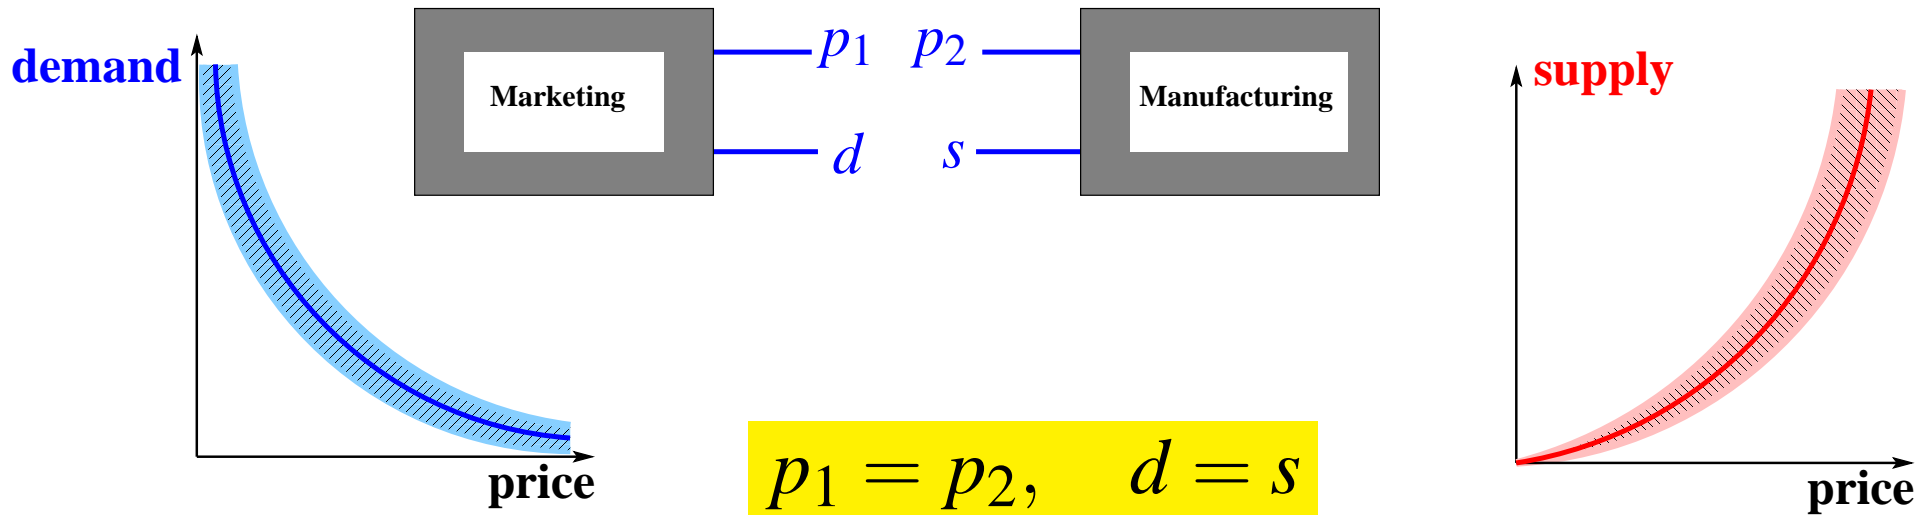 demand
price
Marketing
p₁
d
p₂
s
Manufacturing
supply
price
p₁ = p₂, d = s